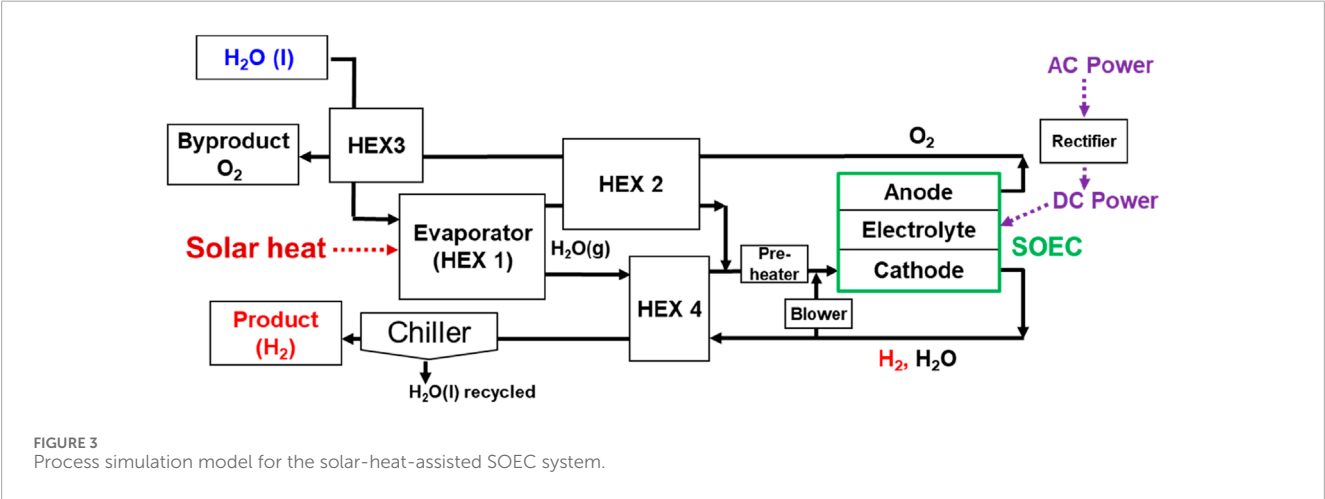 H₂O (l)
AC Power
Byproduct
O₂
HEX3
O₂
Rectifier
HEX 2
Anode
DC Power
Evaporator
(HEX 1)
Electrolyte
SOEC
Solar heat
H₂O(g)
Pre-
heater
Cathode
HEX 4
Blower
Product
(H₂)
Chiller
H₂, H₂O
H₂O(l) recycled
FIGURE 3
Process simulation model for the solar-heat-assisted SOEC system.